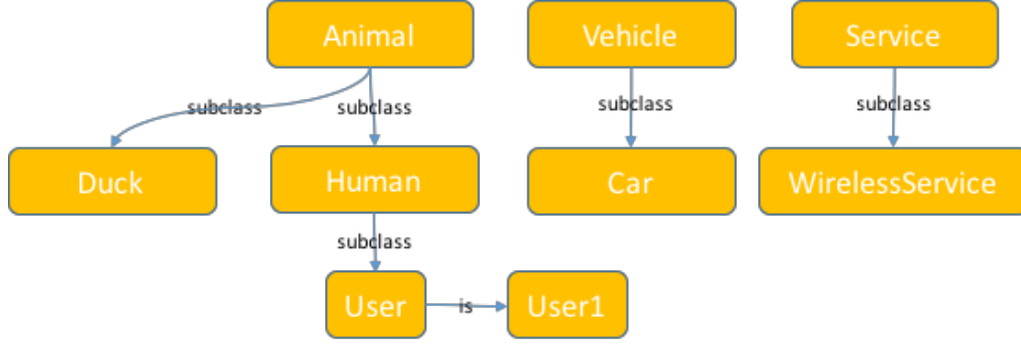 Animal
Vehicle
Service
subclass
subclass
subclass
subclass
Duck
Human
Car
WirelessService
subclass
User
is
User1